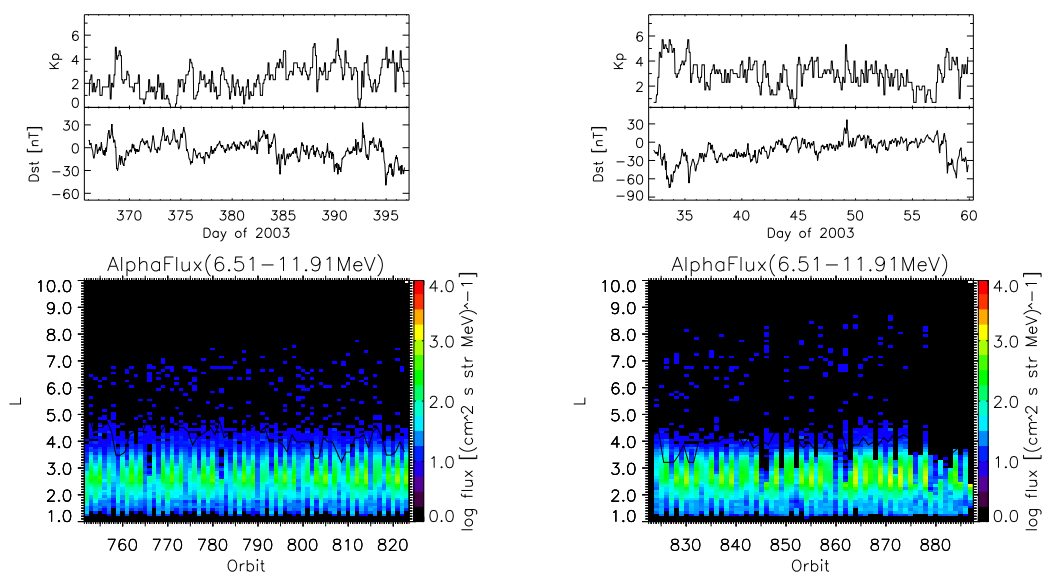 Kp
6
4
2
0
Dst [nT]
30
0
−30
−60
370 375 380 385 390 395
Day of 2003
AlphaFlux(6.51−11.91MeV)
L
10.0
9.0
8.0
7.0
6.0
5.0
4.0
3.0
2.0
1.0
760 770 780 790 800 810 820
Orbit
4.0
3.0
2.0
1.0
0.0
log flux [(cm^2 s str MeV)^−1]
Kp
6
4
2
0
Dst [nT]
30
0
−30
−60
−90
35 40 45 50 55 60
Day of 2003
AlphaFlux(6.51−11.91MeV)
L
10.0
9.0
8.0
7.0
6.0
5.0
4.0
3.0
2.0
1.0
830 840 850 860 870 880
Orbit
4.0
3.0
2.0
1.0
0.0
log flux [(cm^2 s str MeV)^−1]